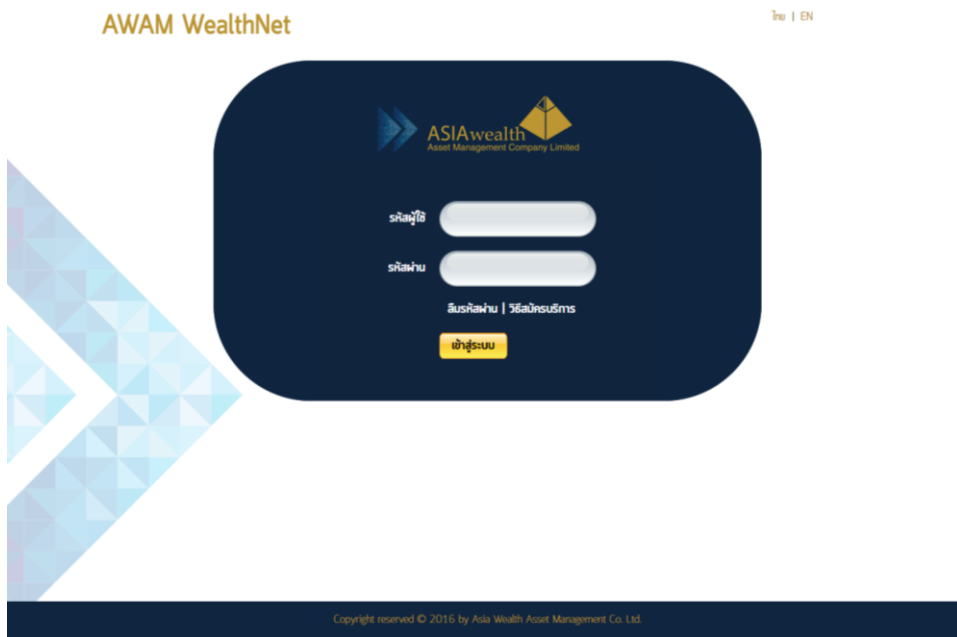 AWAM WealthNet
ไทย | EN
ASIAwealth
Asset Management Company Limited
รหัสผู้ใช้
รหัสผ่าน
ลืมรหัสผ่าน | วิธีสมัครบริการ
เข้าสู่ระบบ
Copyright reserved © 2016 by Asia Wealth Asset Management Co. Ltd.